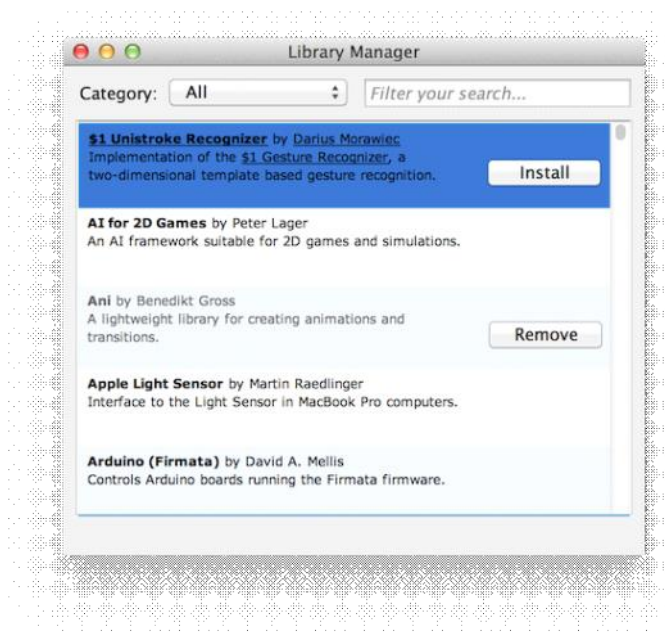 Library Manager
Category: All Filter your search...
$1 Unistroke Recognizer by Darius Morawiec
Implementation of the $1 Gesture Recognizer, a
two-dimensional template based gesture recognition.
Install
AI for 2D Games by Peter Lager
An AI framework suitable for 2D games and simulations.
Ani by Benedikt Gross
A lightweight library for creating animations and
transitions.
Remove
Apple Light Sensor by Martin Raedlinger
Interface to the Light Sensor in MacBook Pro computers.
Arduino (Firmata) by David A. Mellis
Controls Arduino boards running the Firmata firmware.